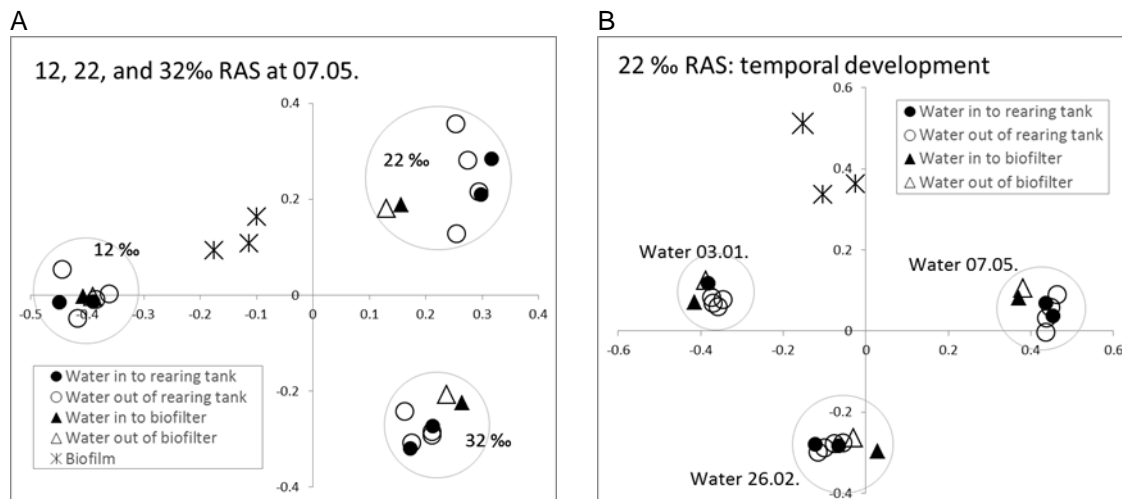 A
12, 22, and 32‰ RAS at 07.05.
0.4
22 ‰
0.2
12 ‰
0
-0.5 -0.4 -0.3 -0.2 -0.1 0 0.1 0.2 0.3 0.4
-0.2
32 ‰
-0.4
Water in to rearing tank
Water out of rearing tank
Water in to biofilter
Water out of biofilter
Biofilm
B
22 ‰ RAS: temporal development
0.6
Water in to rearing tank
Water out of rearing tank
Water in to biofilter
Water out of biofilter
0.4
0.2
Water 03.01.
Water 07.05.
0
-0.6 -0.4 -0.2 0 0.2 0.4 0.6
-0.2
Water 26.02.
-0.4